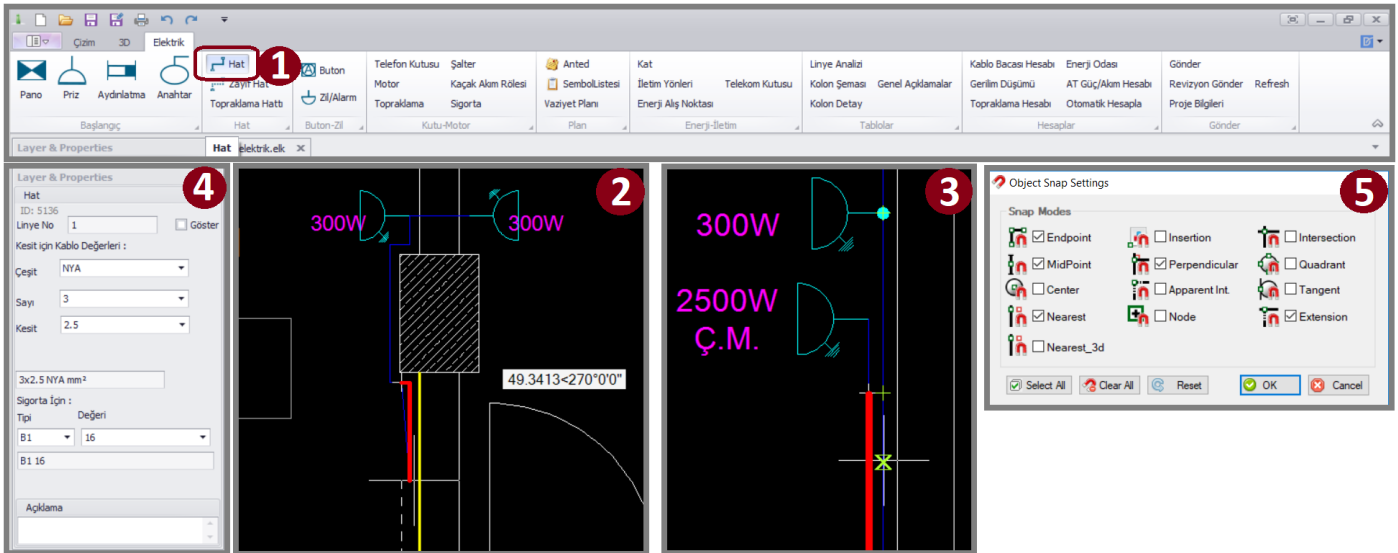 Çizim 3D Elektrik
Hat 1
Zayıf Hat
Topraklama Hattı
Pano Priz Aydınlatma Anahtar
Buton
Zil/Alarm
Telefon Kutusu Şalter
Motor Kaçak Akım Rölesi
Topraklama Sigorta
Anted
SembolListesi
Vaziyet Planı
Kat
İletim Yönleri Telekom Kutusu
Enerji Alış Noktası
Linye Analizi
Kolon Şeması Genel Açıklamalar
Kolon Detay
Kablo Bacası Hesabı Enerji Odası
Gerilim Düşümü AT Güç/Akım Hesabı
Topraklama Hesabı Otomatik Hesapla
Gönder
Revizyon Gönder Refresh
Proje Bilgileri
Başlangıç Hat Buton-Zil Kutu-Motor Plan Enerji-İletim Tablolar Hesaplar Gönder
Layer & Properties Hat elektrik.elk
Layer & Properties 4
Hat
ID: 5136
Linye No 1 Göster
Kesit için Kablo Değerleri :
Çeşit NYA
Sayı 3
Kesit 2.5
3x2.5 NYA mm²
Sigorta İçin :
Tipi Değeri
B1 16
B1 16
Açıklama
2
300W 300W
49.3413<270°0'0"
3
300W
2500W
Ç.M.
Object Snap Settings 5
Snap Modes
Endpoint Insertion Intersection
MidPoint Perpendicular Quadrant
Center Apparent Int. Tangent
Nearest Node Extension
Nearest_3d
Select All Clear All Reset OK Cancel